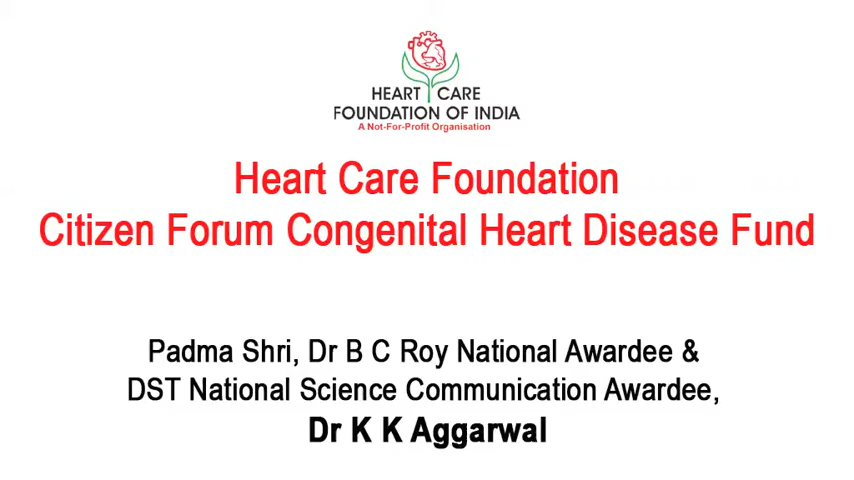 HEART CARE
FOUNDATION OF INDIA
A Not-For-Profit Organisation
Heart Care Foundation
Citizen Forum Congenital Heart Disease Fund
Padma Shri, Dr B C Roy National Awardee &
DST National Science Communication Awardee,
Dr K K Aggarwal